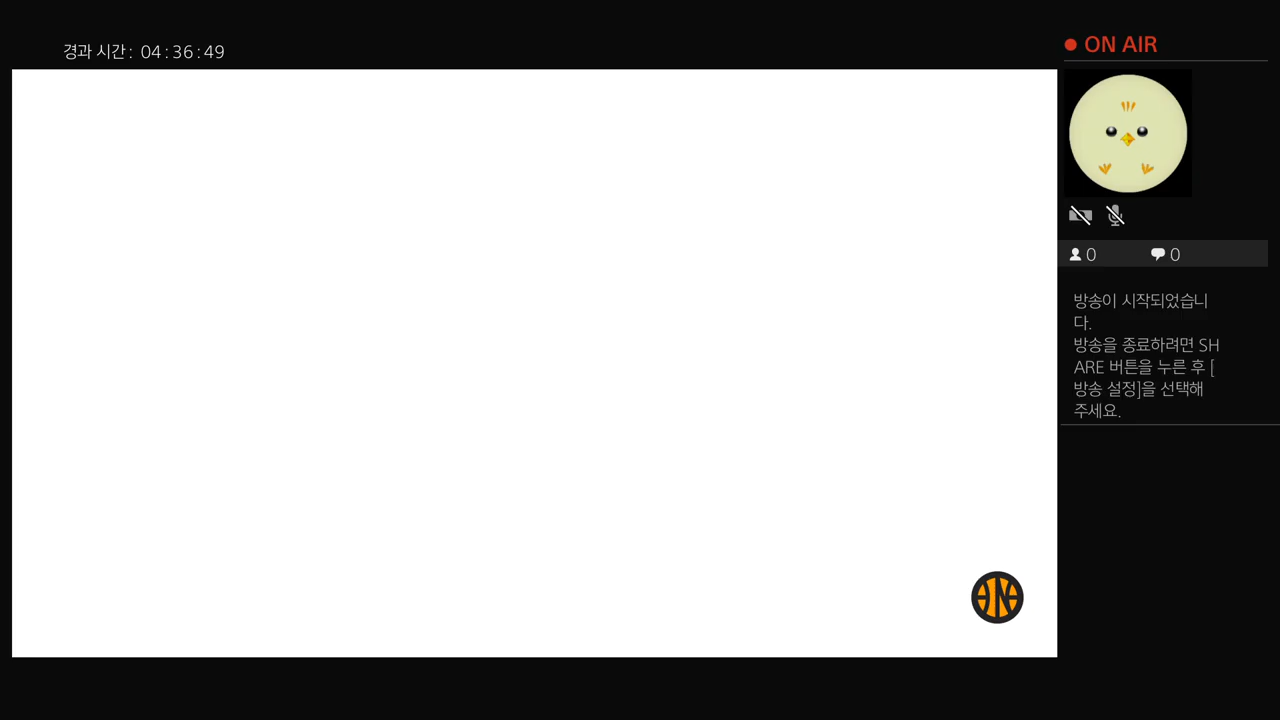 경과 시간: 04:36:49
ON AIR
0 0
방송이 시작되었습니
다.
방송을 종료하려면 SH
ARE 버튼을 누른 후 [
방송 설정]을 선택해
주세요.